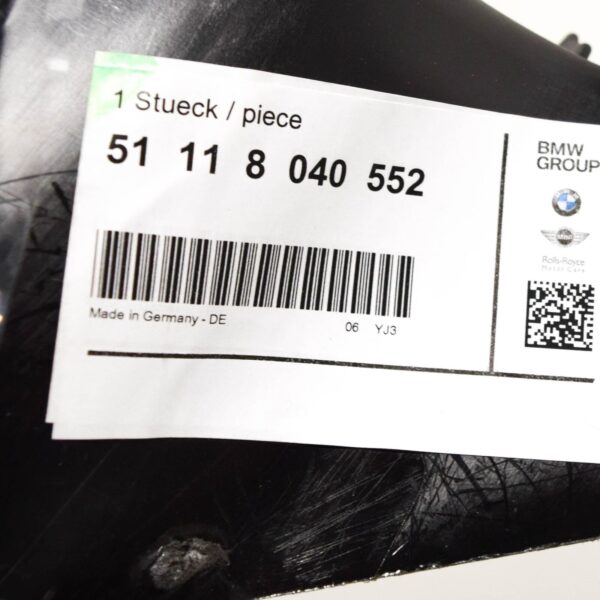 1 Stueck / piece
51 11 8 040 552
Made in Germany - DE
06 YJ3
BMW
GROUP
MINI
Rolls-Royce
Motor Cars